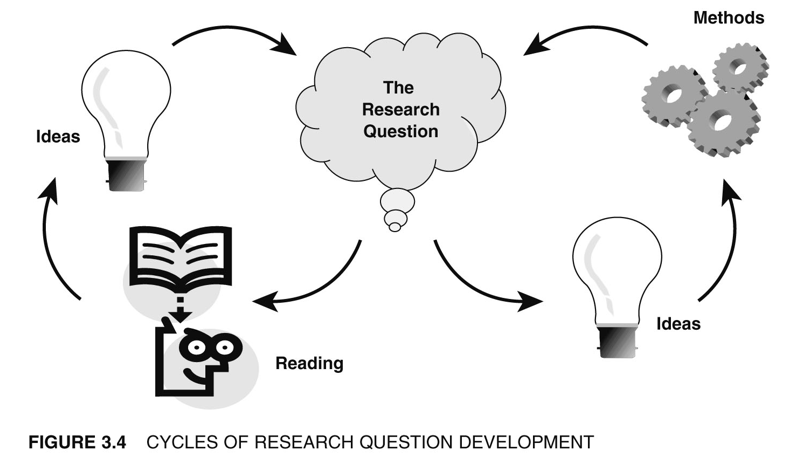 Methods
The
Research
Question
Ideas
Ideas
Reading
FIGURE 3.4 CYCLES OF RESEARCH QUESTION DEVELOPMENT